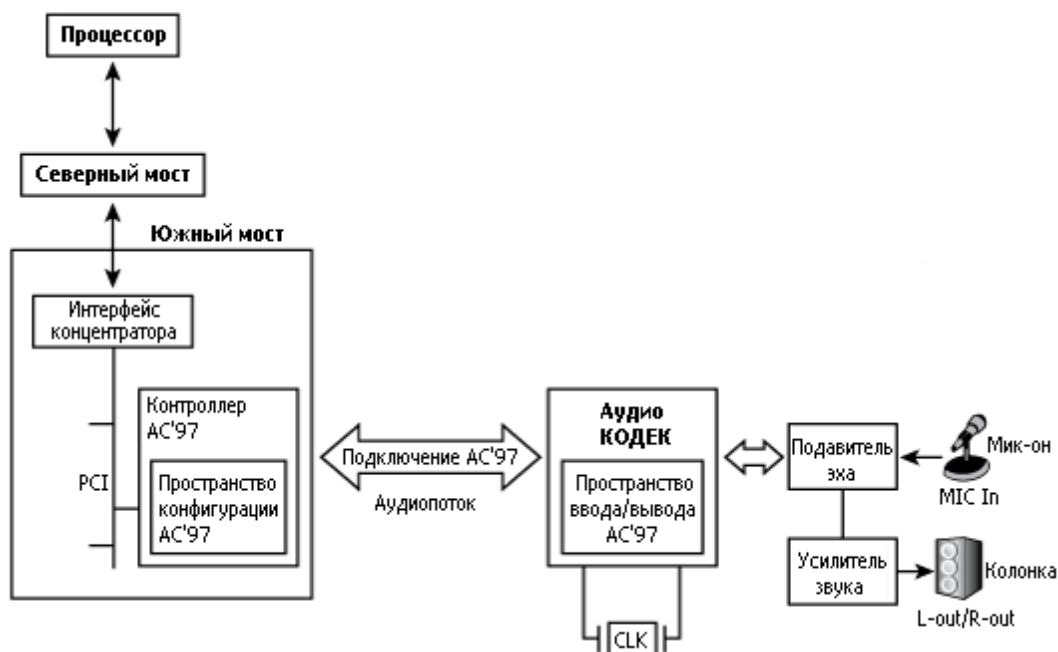 Процессор
Северный мост
Южный мост
Интерфейс
концентратора
Контроллер
AC'97
PCI
Пространство
конфигурации
AC'97
Подключение AC'97
Аудиопоток
Аудио
КОДЕК
Пространство
ввода/вывода
AC'97
CLK
Подавитель
эха
Мик-он
MIC In
Усилитель
звука
Колонка
L-out/R-out